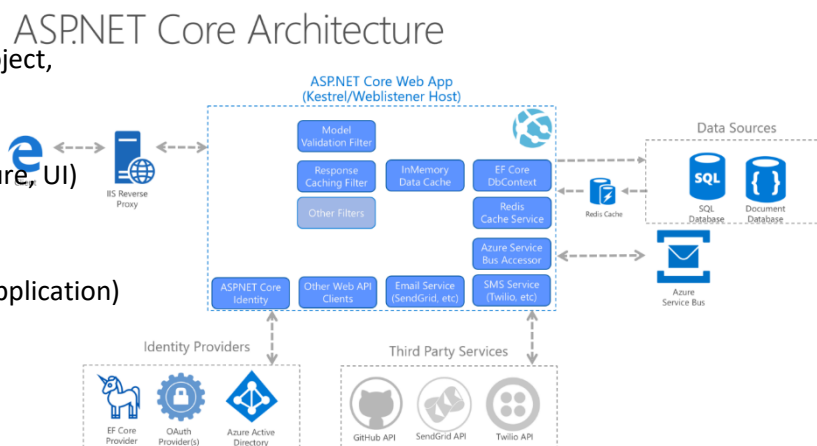 ASP.NET Core Architecture
ject,
ASP.NET Core Web App
(Kestrel/Weblistener Host)
Model
Validation Filter
Data Sources
Response
Caching Filter
InMemory
Data Cache
EF Core
DbContext
re, UI)
IIS Reverse
Proxy
Other Filters
Redis
Cache Service
Redis Cache
SQL
SQL
Database
Document
Database
Azure Service
Bus Accessor
pplication)
ASP.NET Core
Identity
Other Web API
Clients
Email Service
(SendGrid, etc)
SMS Service
(Twilio, etc)
Azure
Service Bus
Identity Providers
Third Party Services
EF Core
Provider
OAuth
Provider(s)
Azure Active
Directory
GitHub API
SendGrid API
Twilio API